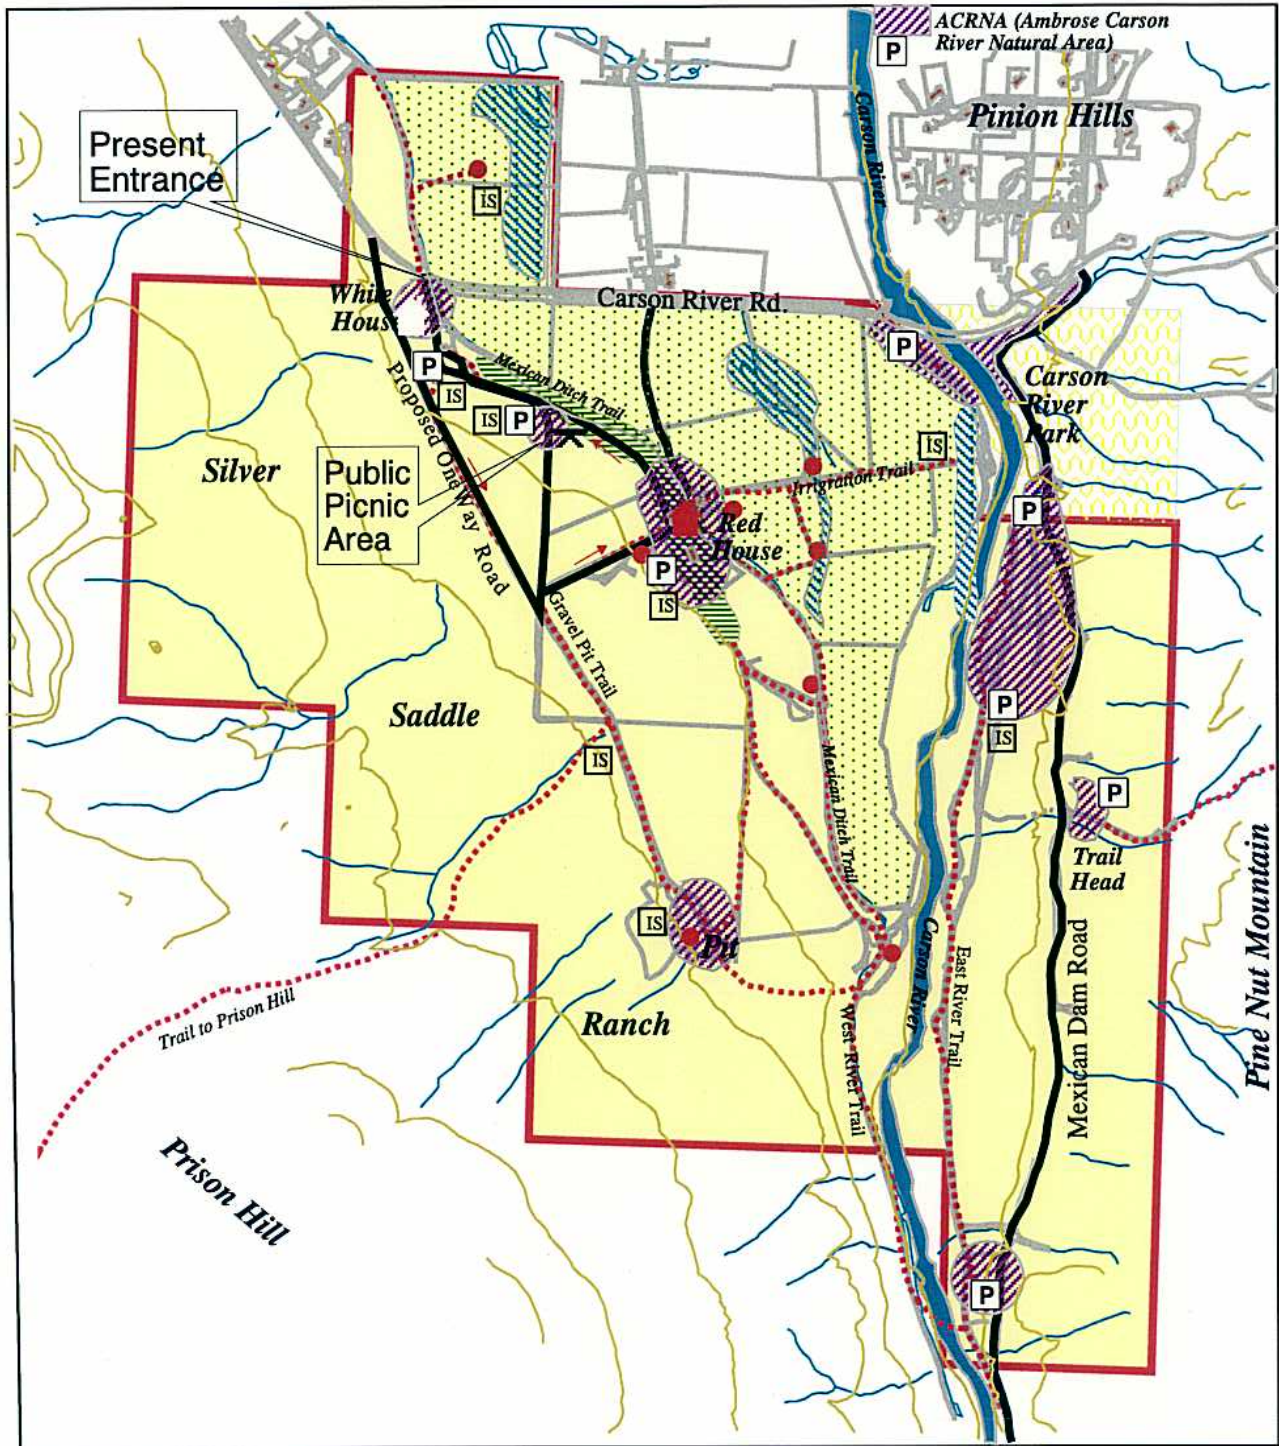 ACRNA (Ambrose Carson
River Natural Area)
P
Carson River
Pinion Hills
Present
Entrance
IS
White
Hous
Carson River Rd.
P
P
Carson
River
Park
IS
Mexican Ditch Trail
IS
P
IS
Silver
Public
Picnic
Area
Proposed One Way Road
Irrigration Trail
P
Red
House
P
IS
Gravel Pit Trail
Saddle
P
IS
IS
Mexican Ditch Trail
P
Trail
Head
Pine Nut Mountain
IS
Pit
Carson River
East River Trail
Mexican Dam Road
Trail to Prison Hill
Ranch
West River Trail
Prison Hill
P